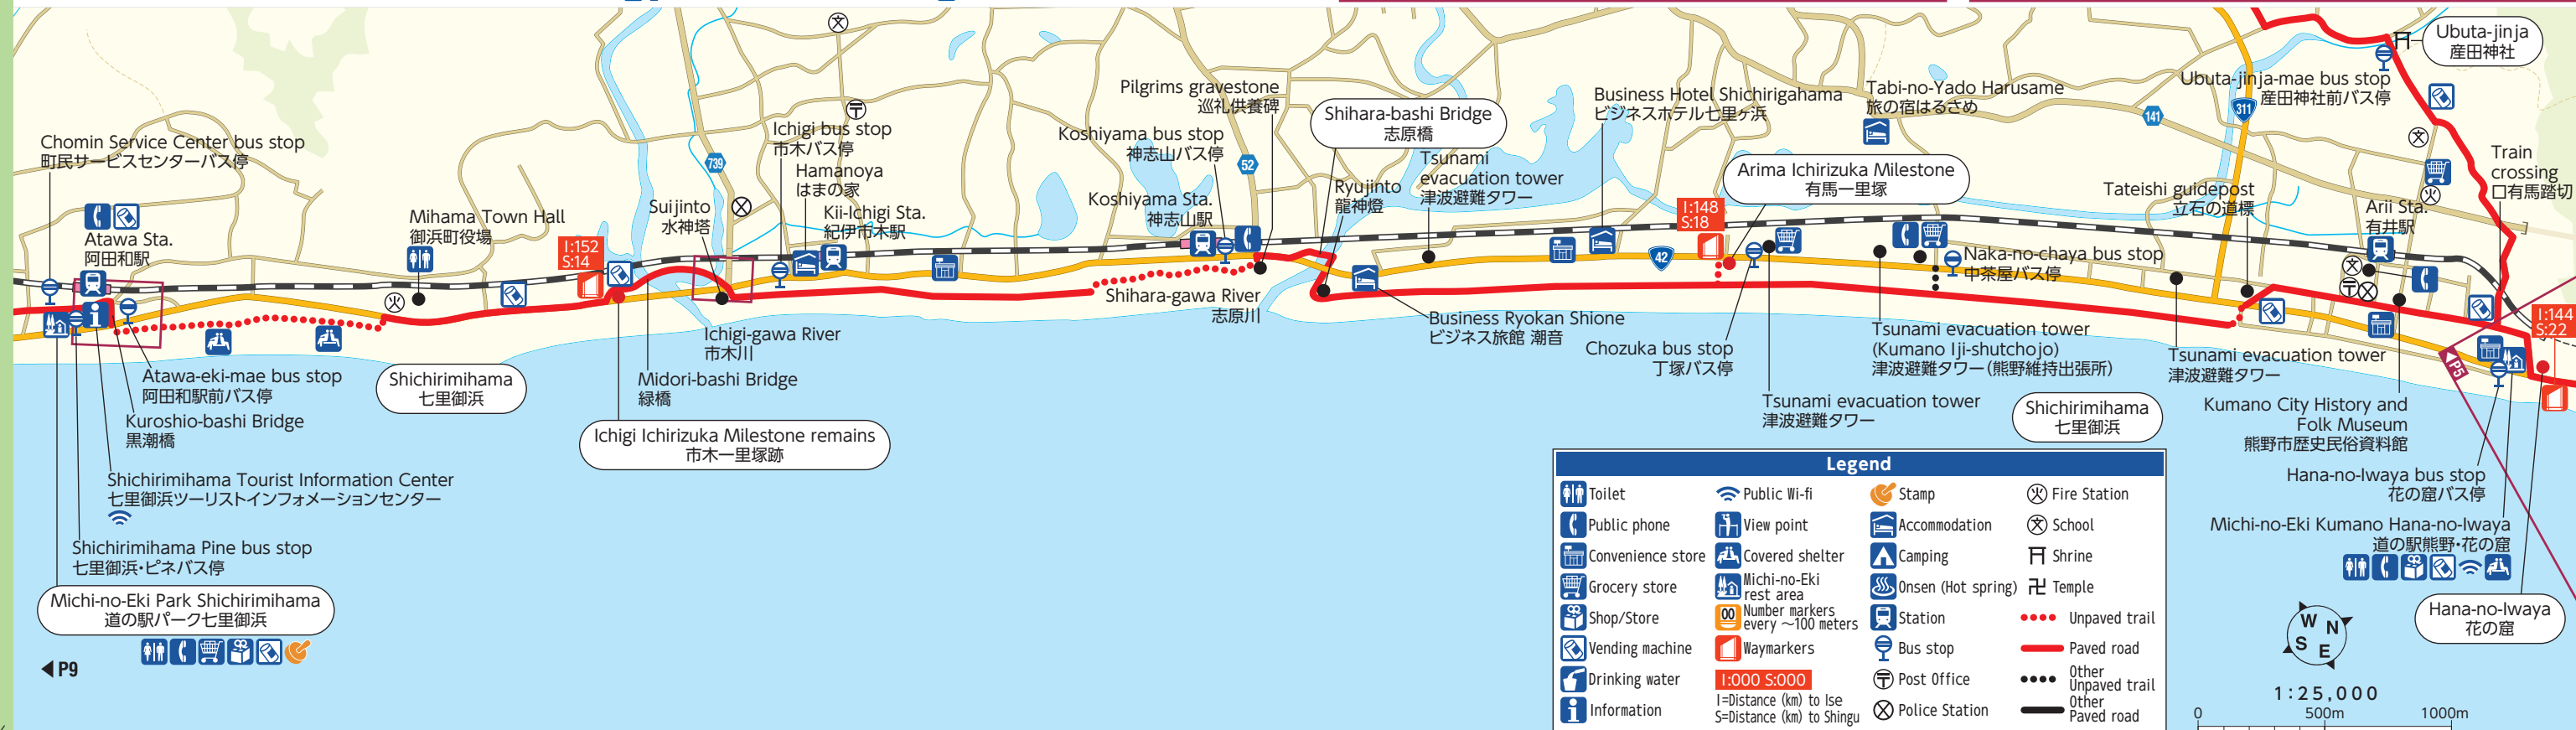 Chomin Service Center bus stop
町民サービスセンターバス停
Atawa Sta.
阿田和駅
Mihama Town Hall
御浜町役場
I:152
S:14
739
Suijinto
水神塔
Ichigi bus stop
市木バス停
Hamanoya
はまの家
Kii-Ichigi Sta.
紀伊市木駅
Pilgrims gravestone
巡礼供養碑
Koshiyama bus stop
神志山バス停
Koshiyama Sta.
神志山駅
52
Shihara-bashi Bridge
志原橋
Ryujinto
龍神燈
Tsunami
evacuation tower
津波避難タワー
Business Hotel Shichirigahama
ビジネスホテル七里ヶ浜
I:148
S:18
42
Tabi-no-Yado Harusame
旅の宿はるさめ
Arima Ichirizuka Milestone
有馬一里塚
Naka-no-chaya bus stop
中茶屋バス停
141
311
Ubuta-jinja
産田神社
Ubuta-jinja-mae bus stop
産田神社前バス停
Tateishi guidepost
立石の道標
Arii Sta.
有井駅
Train
crossing
口有馬踏切
I:144
S:22
P5
Atawa-eki-mae bus stop
阿田和駅前バス停
Kuroshio-bashi Bridge
黒潮橋
Shichirimihama Tourist Information Center
七里御浜ツーリストインフォメーションセンター
Shichirimihama Pine bus stop
七里御浜・ピネバス停
Michi-no-Eki Park Shichirimihama
道の駅パーク七里御浜
◀P9
Shichirimihama
七里御浜
Ichigi-gawa River
市木川
Midori-bashi Bridge
緑橋
Ichigi Ichirizuka Milestone remains
市木一里塚跡
Shihara-gawa River
志原川
Business Ryokan Shione
ビジネス旅館 潮音
Chozuka bus stop
丁塚バス停
Tsunami evacuation tower
津波避難タワー
Tsunami evacuation tower
(Kumano Iji-shutchojo)
津波避難タワー(熊野維持出張所)
Shichirimihama
七里御浜
Tsunami evacuation tower
津波避難タワー
Kumano City History and
Folk Museum
熊野市歴史民俗資料館
Hana-no-Iwaya bus stop
花の窟バス停
Michi-no-Eki Kumano Hana-no-Iwaya
道の駅熊野・花の窟
Hana-no-Iwaya
花の窟
Legend
Toilet
Public phone
Convenience store
Grocery store
Shop/Store
Vending machine
Drinking water
Information
Public Wi-fi
View point
Covered shelter
Michi-no-Eki
rest area
00 Number markers
every ～100 meters
Waymarkers
I:000 S:000
I=Distance (km) to Ise
S=Distance (km) to Shingu
Stamp
Accommodation
Camping
Onsen (Hot spring)
Station
Bus stop
Post Office
Police Station
Fire Station
School
Shrine
Temple
Unpaved trail
Paved road
Other
Unpaved trail
Other
Paved road
W N
S E
1:25,000
0 500m 1000m